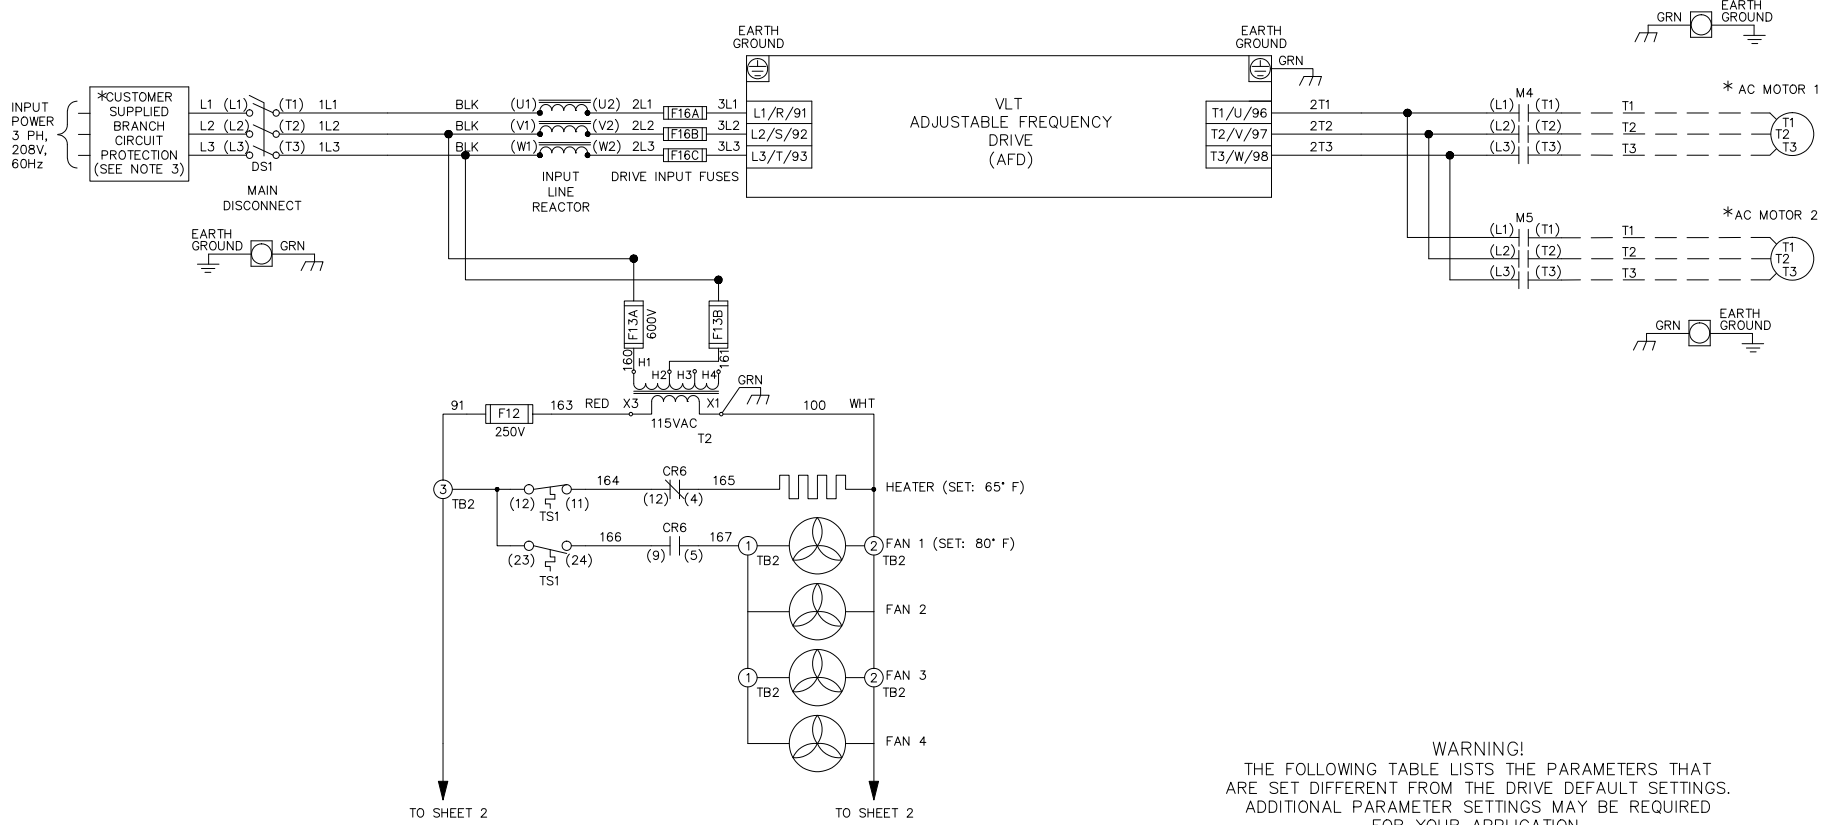 INPUT
POWER
3 PH,
208V,
60Hz
*CUSTOMER
SUPPLIED
BRANCH
CIRCUIT
PROTECTION
(SEE NOTE 3)
L1 (L1) (T1) 1L1
L2 (L2) (T2) 1L2
L3 (L3) (T3) 1L3
DS1
MAIN
DISCONNECT
EARTH
GROUND
GRN
BLK (U1) (U2) 2L1 F16A 3L1
BLK (V1) (V2) 2L2 F16B 3L2
BLK (W1) (W2) 2L3 F16C 3L3
INPUT
LINE
REACTOR
DRIVE INPUT FUSES
EARTH
GROUND
L1/R/91
L2/S/92
L3/T/93
VLT
ADJUSTABLE FREQUENCY
DRIVE
(AFD)
EARTH
GROUND
GRN
T1/U/96
T2/V/97
T3/W/98
2T1
2T2
2T3
GRN
EARTH
GROUND
M4
(L1) (T1) T1
(L2) (T2) T2
(L3) (T3) T3
* AC MOTOR 1
T1
T2
T3
M5
(L1) (T1) T1
(L2) (T2) T2
(L3) (T3) T3
*AC MOTOR 2
T1
T2
T3
GRN
EARTH
GROUND
F13A
600V
F13B
160
161
H1
H2 H3 H4
GRN
91 F12 163 RED X3 X1 100 WHT
250V
115VAC
T2
3
TB2
(12) (11)
TS1
164
CR6
(12) (4)
165
HEATER (SET: 65° F)
(23) (24)
TS1
166
CR6
(9) (5)
167
1
TB2
2
TB2
FAN 1 (SET: 80° F)
FAN 2
1
TB2
2
TB2
FAN 3
FAN 4
TO SHEET 2
TO SHEET 2
WARNING!
THE FOLLOWING TABLE LISTS THE PARAMETERS THAT
ARE SET DIFFERENT FROM THE DRIVE DEFAULT SETTINGS.
ADDITIONAL PARAMETER SETTINGS MAY BE REQUIRED
FOR YOUR APPLICATION